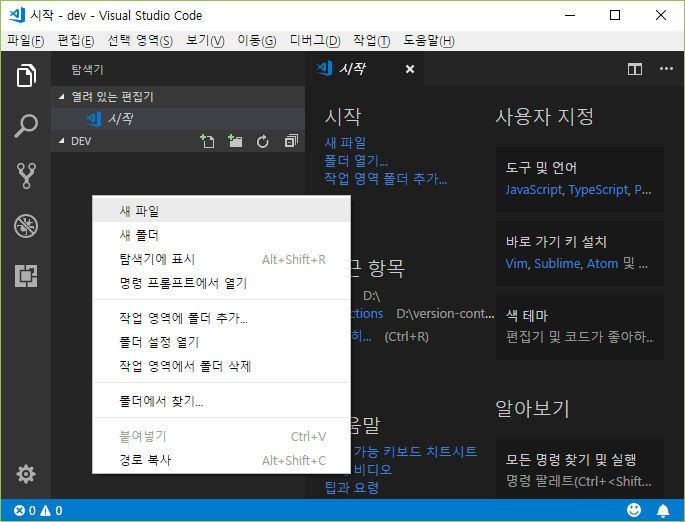 시작 - dev - Visual Studio Code
파일(F) 편집(E) 선택 영역(S) 보기(V) 이동(G) 디버그(D) 작업(T) 도움말(H)
탐색기
열려 있는 편집기
시작
DEV
새 파일
새 폴더
탐색기에 표시 Alt+Shift+R
명령 프롬프트에서 열기
작업 영역에 폴더 추가...
폴더 설정 열기
작업 영역에서 폴더 삭제
폴더에서 찾기...
붙여넣기 Ctrl+V
경로 복사 Alt+Shift+C
시작
시작
새 파일
폴더 열기...
작업 영역 폴더 추가...
항목
D:\
ctions D:\version-cont...
... (Ctrl+R)
움말
가능 키보드 치트시트
비디오
팁과 요령
사용자 지정
도구 및 언어
JavaScript, TypeScript, P...
바로 가기 키 설치
Vim, Sublime, Atom 및 ...
색 테마
편집기 및 코드가 좋아하...
알아보기
모든 명령 찾기 및 실행
명령 팔레트(Ctrl+<Shift...
0 0